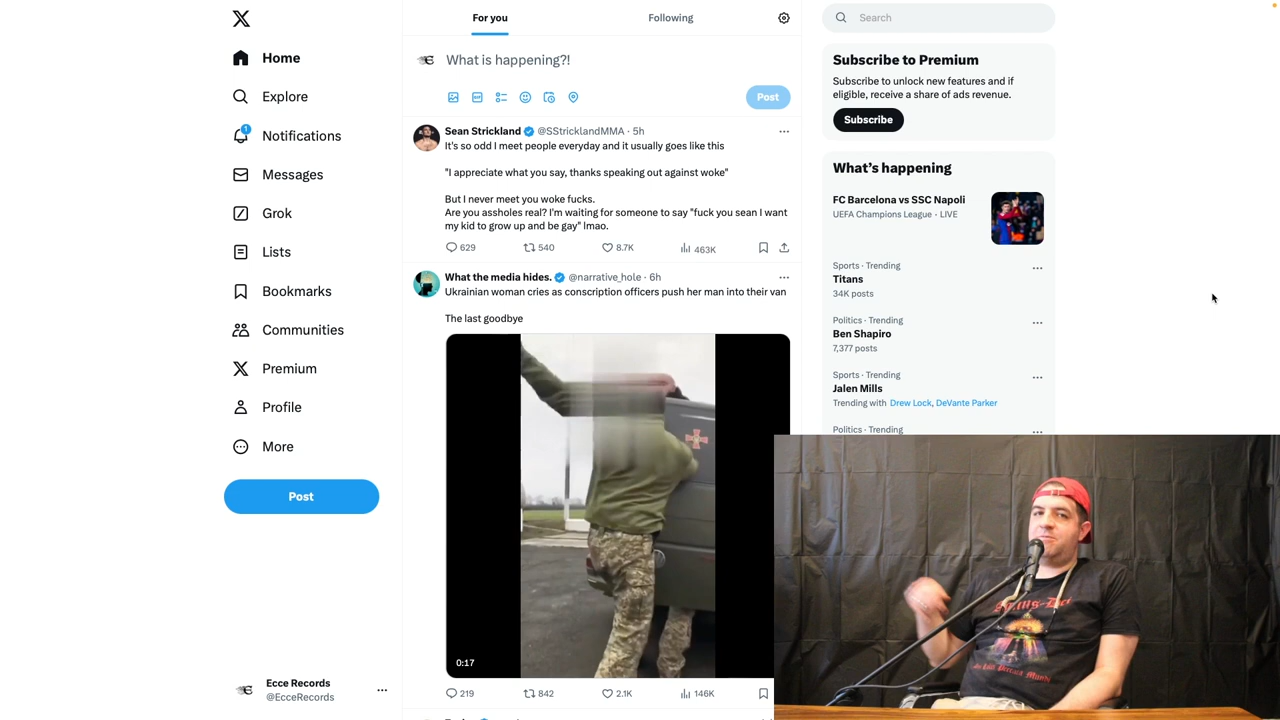 Home
Explore
1
Notifications
Messages
Grok
Lists
Bookmarks
Communities
Premium
Profile
More
Post
Ecce Records
@EcceRecords
For you
Following
What is happening?!
GIF
Post
Sean Strickland @SStricklandMMA · 5h
It's so odd I meet people everyday and it usually goes like this
"I appreciate what you say, thanks speaking out against woke"
But I never meet you woke fucks.
Are you assholes real? I'm waiting for someone to say "fuck you sean I want
my kid to grow up and be gay" lmao.
629 540 8.7K 463K
What the media hides. @narrative_hole · 6h
Ukrainian woman cries as conscription officers push her man into their van
The last goodbye
0:17
219 842 2.1K 146K
Search
Subscribe to Premium
Subscribe to unlock new features and if
eligible, receive a share of ads revenue.
Subscribe
What's happening
FC Barcelona vs SSC Napoli
UEFA Champions League · LIVE
Sports · Trending
Titans
34K posts
Politics · Trending
Ben Shapiro
7,377 posts
Sports · Trending
Jalen Mills
Trending with Drew Lock, DeVante Parker
Politics · Trending